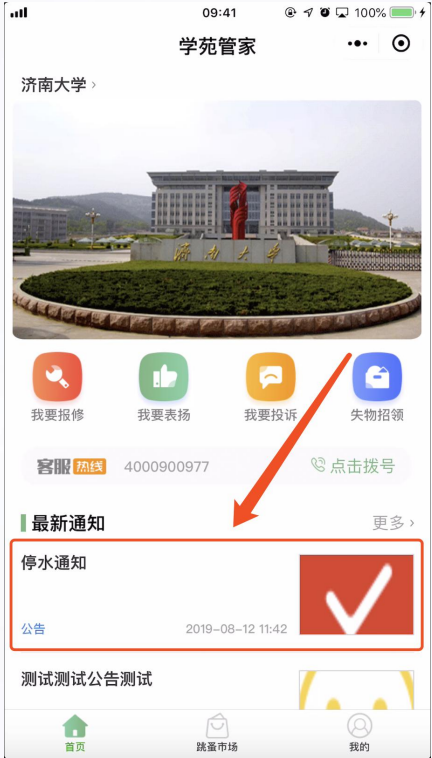 09:41
100%
学苑管家
济南大学 ›
济南大学
我要报修
我要表扬
我要投诉
失物招领
客服 热线 4000900977 点击拨号
最新通知 更多 ›
停水通知
公告 2019-08-12 11:42
测试测试公告测试
首页
跳蚤市场
我的